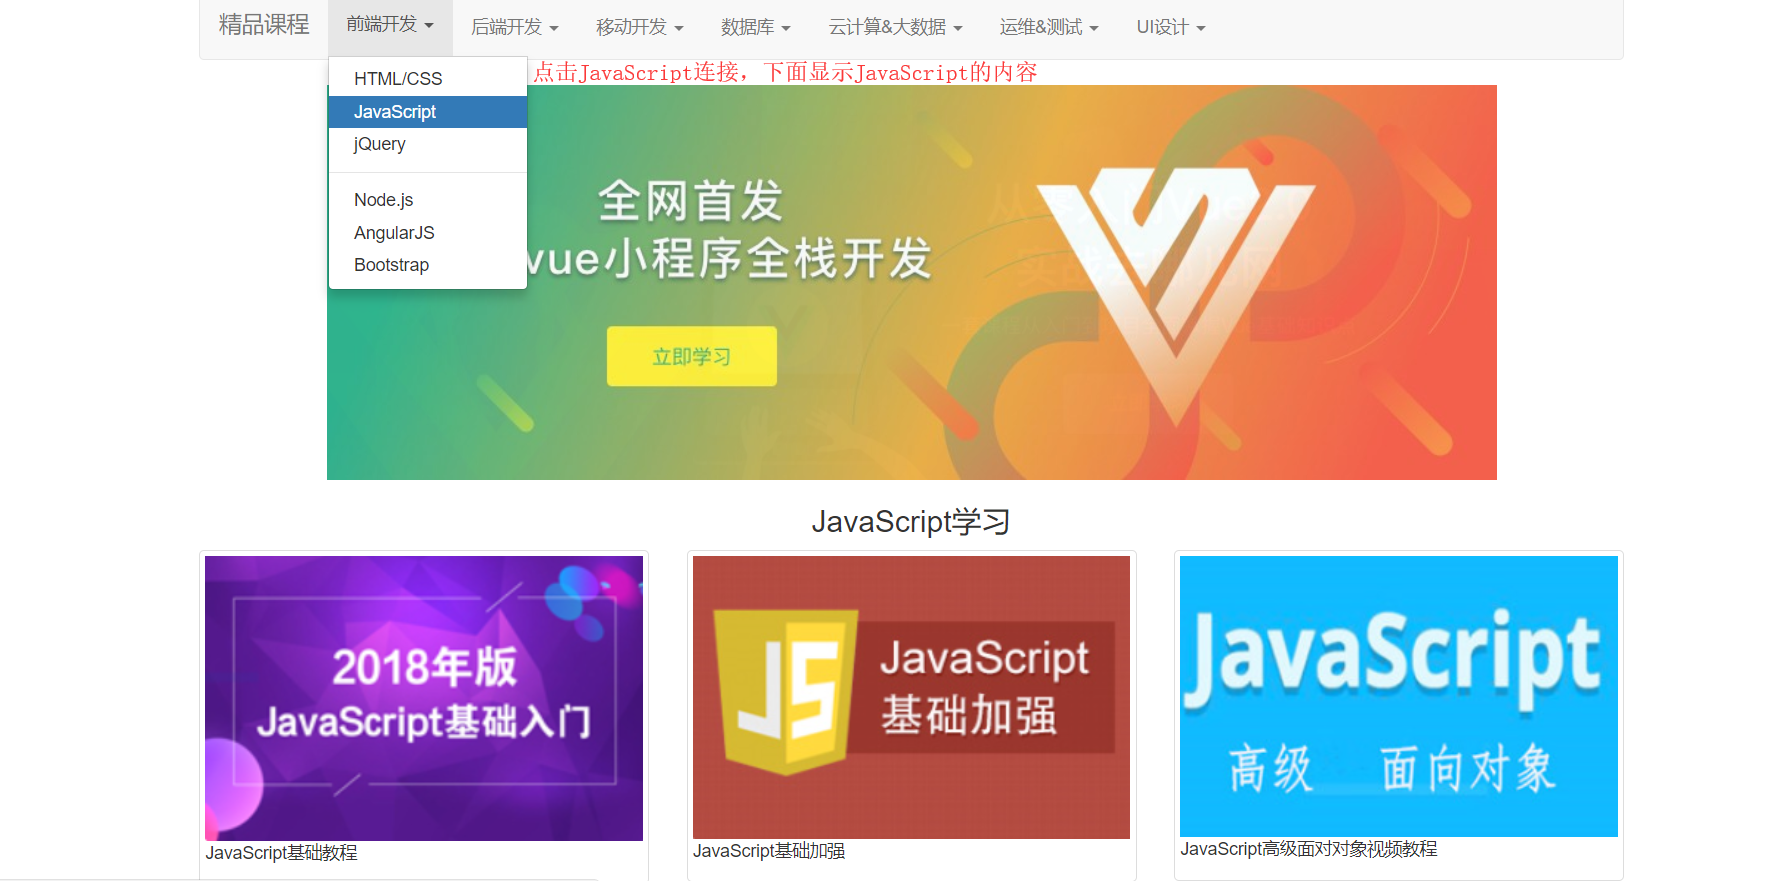 精品课程
前端开发
后端开发
移动开发
数据库
云计算&大数据
运维&测试
UI设计
HTML/CSS
JavaScript
jQuery
Node.js
AngularJS
Bootstrap
点击JavaScript连接，下面显示JavaScript的内容
全网首发
vue小程序全栈开发
立即学习
JavaScript学习
2018年版
JavaScript基础入门
JavaScript基础教程
JS
JavaScript
基础加强
JavaScript基础加强
JavaScript
高级 面向对象
JavaScript高级面对对象视频教程